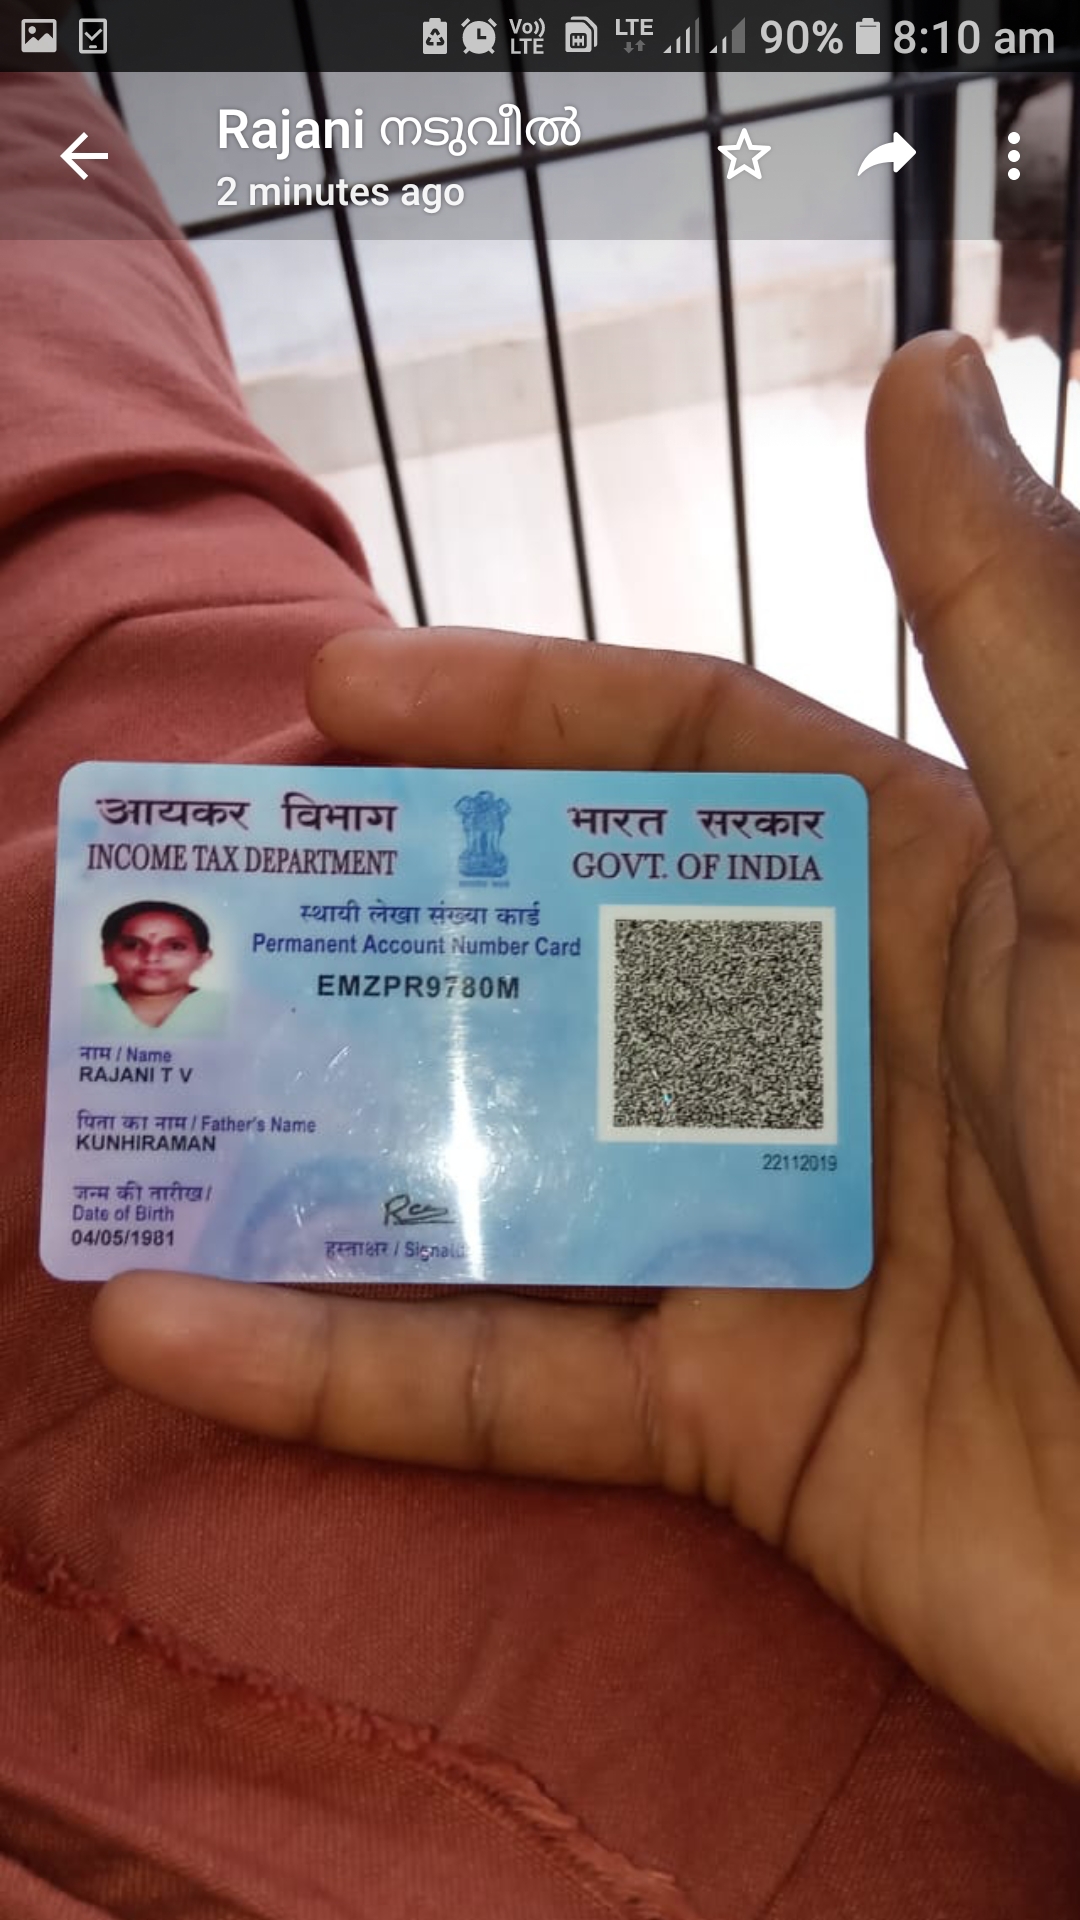 Vo))
LTE
LTE
90%
8:10 am
Rajani നടുവീൽ
2 minutes ago
आयकर विभाग
भारत सरकार
INCOME TAX DEPARTMENT
GOVT. OF INDIA
स्थायी लेखा संख्या कार्ड
Permanent Account Number Card
EMZPR9780M
नाम / Name
RAJANI T V
पिता का नाम / Father's Name
KUNHIRAMAN
22112019
जन्म की तारीख /
Date of Birth
04/05/1981
हस्ताक्षर /